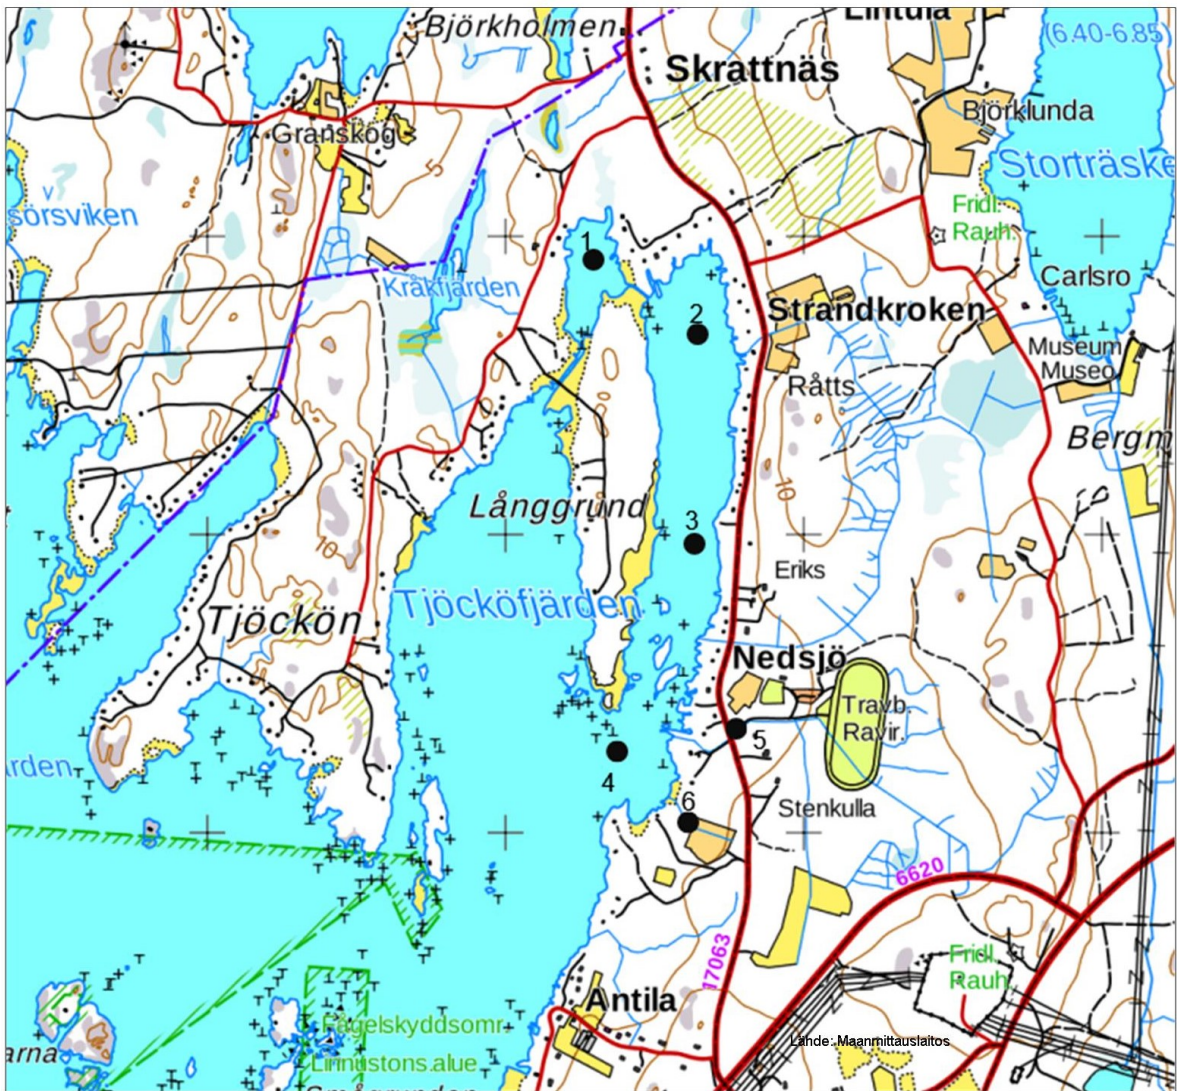 Björkholmen
Lintula
(6.40-6.85)
Skrattnäs
Björklunda
Granskog
Storträske
5
sörsviken
Fridl.
Rauh.
1
Kråkfjärden
Carlsro
2
Strandkroken
Museum
Museo
Råtts
Bergm
10
Långgrund
3
10
Eriks
Tjöckön
Tjöcköfjärden
Nedsjö
Travb.
Ravir.
5
rden
4
6
Stenkulla
6620
17063
Fridl.
Rauh.
Antila
Fågelskyddsomr.
Linnustons.alue
Lähde: Maanmittauslaitos
arna